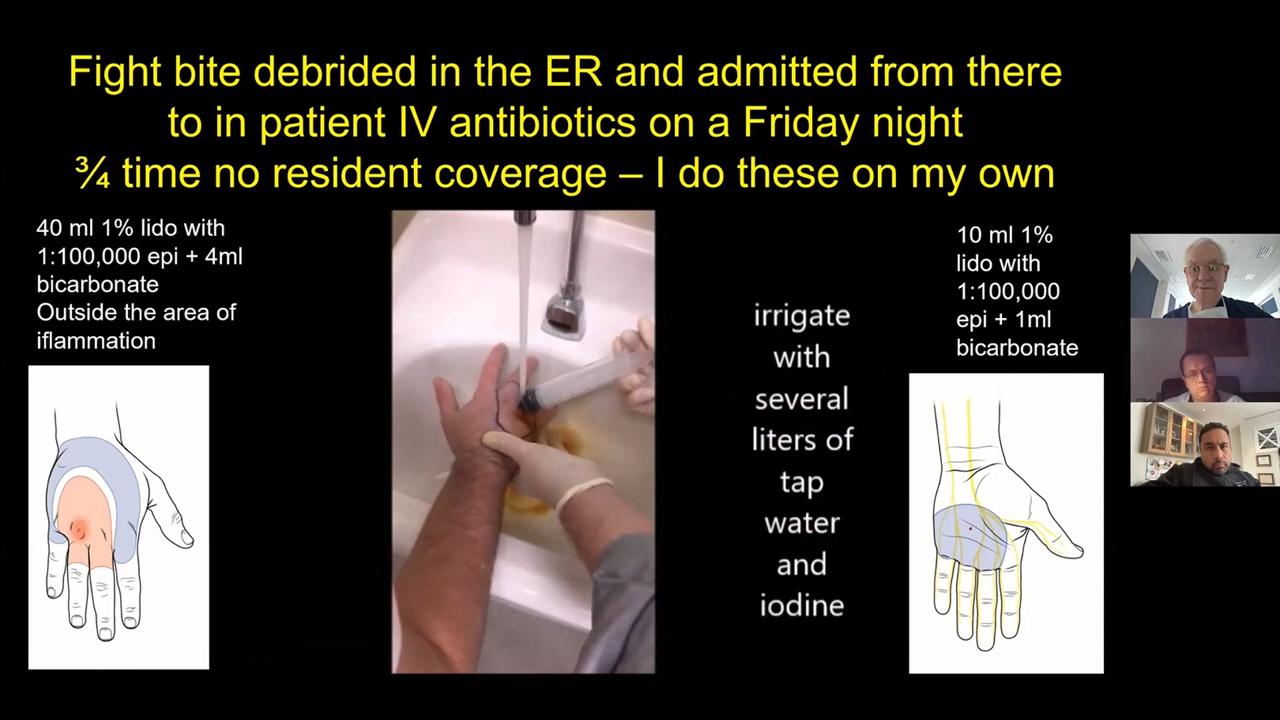 Fight bite debrided in the ER and admitted from there
to in patient IV antibiotics on a Friday night
¾ time no resident coverage – I do these on my own
40 ml 1% lido with
1:100,000 epi + 4ml
bicarbonate
Outside the area of
iflammation
irrigate
with
several
liters of
tap
water
and
iodine
10 ml 1%
lido with
1:100,000
epi + 1ml
bicarbonate